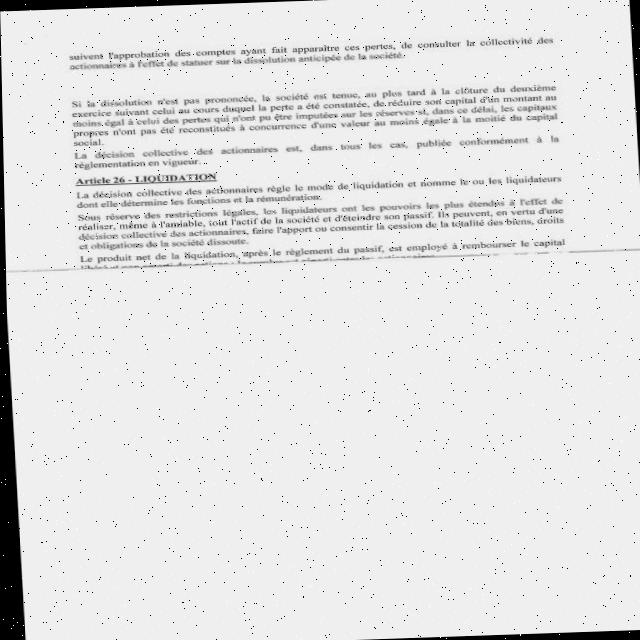 suivent l'approbation des comptes ayant fait apparaître ces pertes, de consulter la collectivité des
actionnaires à l'effet de statuer sur la dissolution anticipée de la société.
Si la dissolution n'est pas prononcée, la société est tenue, au plus tard à la clôture du deuxième
exercice suivant celui au cours duquel la perte a été constatée, de réduire son capital d'un montant au
moins égal à celui des pertes qui n'ont pu être imputées sur les réserves si, dans ce délai, les capitaux
propres n'ont pas été reconstitués à concurrence d'une valeur au moins égale à la moitié du capital
social.
La décision collective des actionnaires est, dans tous les cas, publiée conformément à la
réglementation en vigueur.
Article 26 - LIQUIDATION
La décision collective des actionnaires règle le mode de liquidation et nomme le ou les liquidateurs
dont elle détermine les fonctions et la rémunération.
Sous réserve des restrictions légales, les liquidateurs ont les pouvoirs les plus étendus à l'effet de
réaliser, même à l'amiable, tout l'actif de la société et d'éteindre son passif. Ils peuvent, en vertu d'une
décision collective des actionnaires, faire l'apport ou consentir la cession de la totalité des biens, droits
et obligations de la société dissoute.
Le produit net de la liquidation, après le règlement du passif, est employé à rembourser le capital